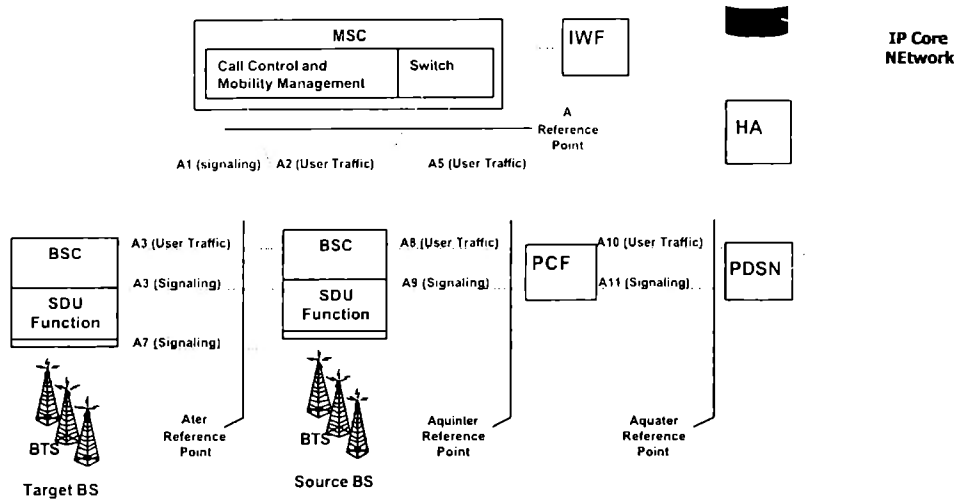 MSC
IWF
IP Core
NEtwork
Call Control and
Mobility Management
Switch
A
Reference
Point
HA
A1 (signaling)
A2 (User Traffic)
A5 (User Traffic)
BSC
A3 (User Traffic)
BSC
A8 (User Traffic)
PCF
A10 (User Traffic)
PDSN
A3 (Signaling)
A9 (Signaling)
A11 (Signaling)
SDU
Function
SDU
Function
A7 (Signaling)
BTS
Ater
Reference
Point
BTS
Aquinter
Reference
Point
Aquater
Reference
Point
Target BS
Source BS